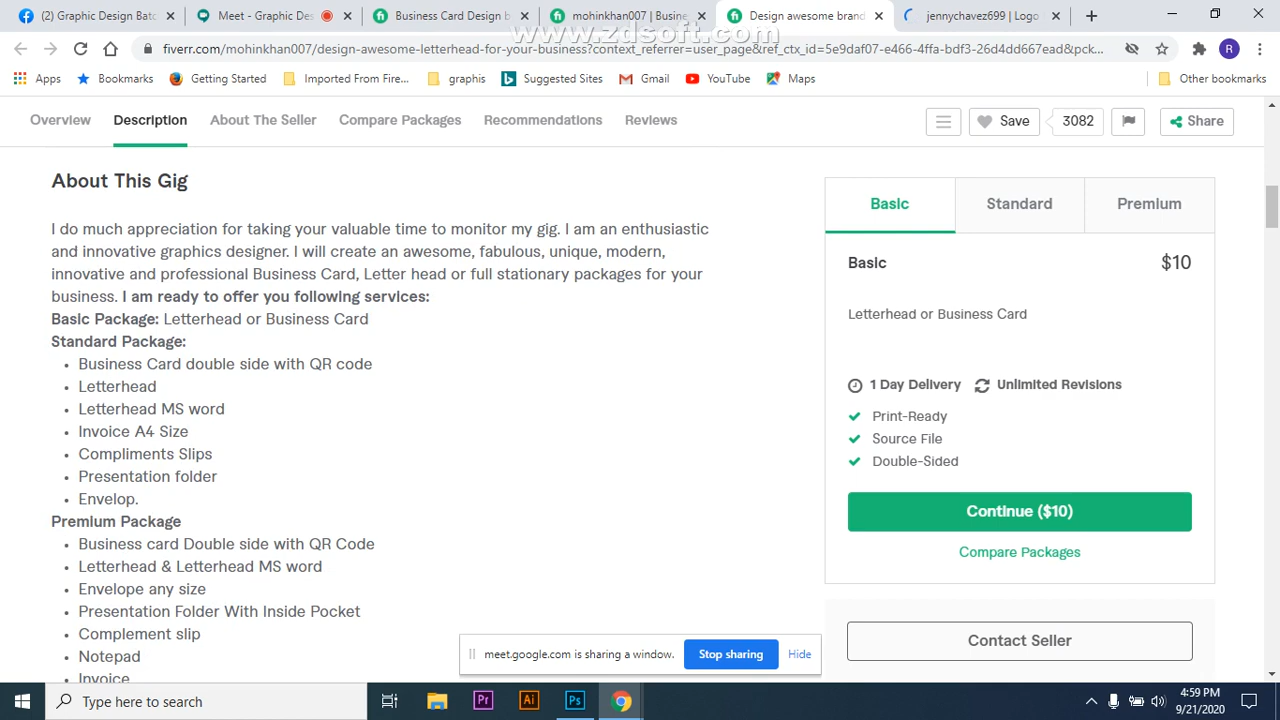 (2) Graphic Design Batc
Meet - Graphic Des
Business Card Design b
mohinkhan007 | Busine
Design awesome brand
jennychavez699 | Logo
www.zdsoft.com
fiverr.com/mohinkhan007/design-awesome-letterhead-for-your-business?context_referrer=user_page&ref_ctx_id=5e9daf07-e466-4ffa-bdf3-26d4dd667ead&pck...
R
Apps
Bookmarks
Getting Started
Imported From Fire...
graphis
Suggested Sites
Gmail
YouTube
Maps
Other bookmarks
Overview
Description
About The Seller
Compare Packages
Recommendations
Reviews
Save
3082
Share
About This Gig
I do much appreciation for taking your valuable time to monitor my gig. I am an enthusiastic
and innovative graphics designer. I will create an awesome, fabulous, unique, modern,
innovative and professional Business Card, Letter head or full stationary packages for your
business. I am ready to offer you following services:
Basic Package: Letterhead or Business Card
Standard Package:
• Business Card double side with QR code
• Letterhead
• Letterhead MS word
• Invoice A4 Size
• Compliments Slips
• Presentation folder
• Envelop.
Premium Package
• Business card Double side with QR Code
• Letterhead & Letterhead MS word
• Envelope any size
• Presentation Folder With Inside Pocket
• Complement slip
• Notepad
• Invoice
Basic
Standard
Premium
Basic
$10
Letterhead or Business Card
1 Day Delivery
Unlimited Revisions
Print-Ready
Source File
Double-Sided
Continue ($10)
Compare Packages
Contact Seller
meet.google.com is sharing a window.
Stop sharing
Hide
Type here to search
Pr
Ai
Ps
4:59 PM
9/21/2020